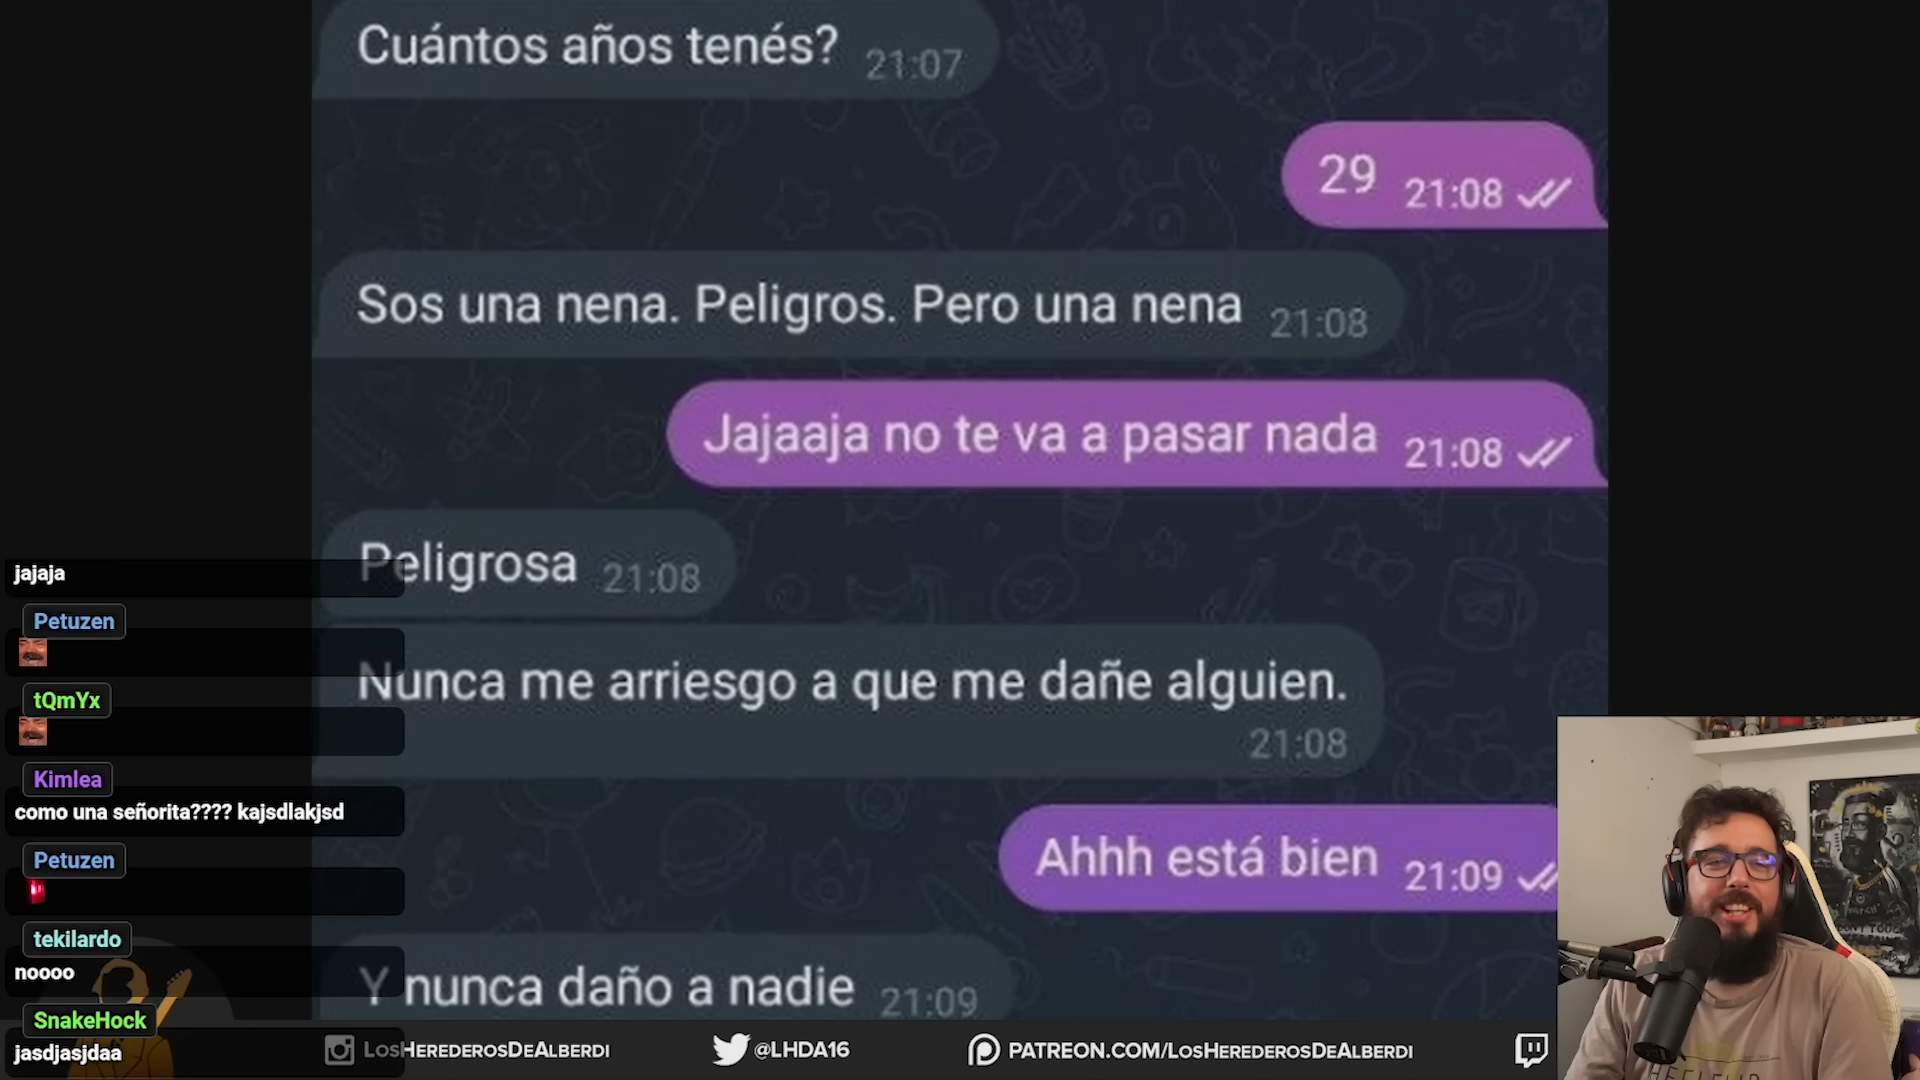 Cuántos años tenés? 21:07
29 21:08
Sos una nena. Peligros. Pero una nena 21:08
Jajaaja no te va a pasar nada 21:08
Peligrosa 21:08
Nunca me arriesgo a que me dañe alguien.
21:08
Ahhh está bien 21:09
Y nunca daño a nadie 21:09
jajaja
Petuzen
tQmYx
Kimlea
como una señorita???? kajsdlakjsd
Petuzen
tekilardo
noooo
SnakeHock
jasdjasjdaa
LosHerederosDeAlberdi
@LHDA16
PATREON.COM/LosHerederosDeAlberdi